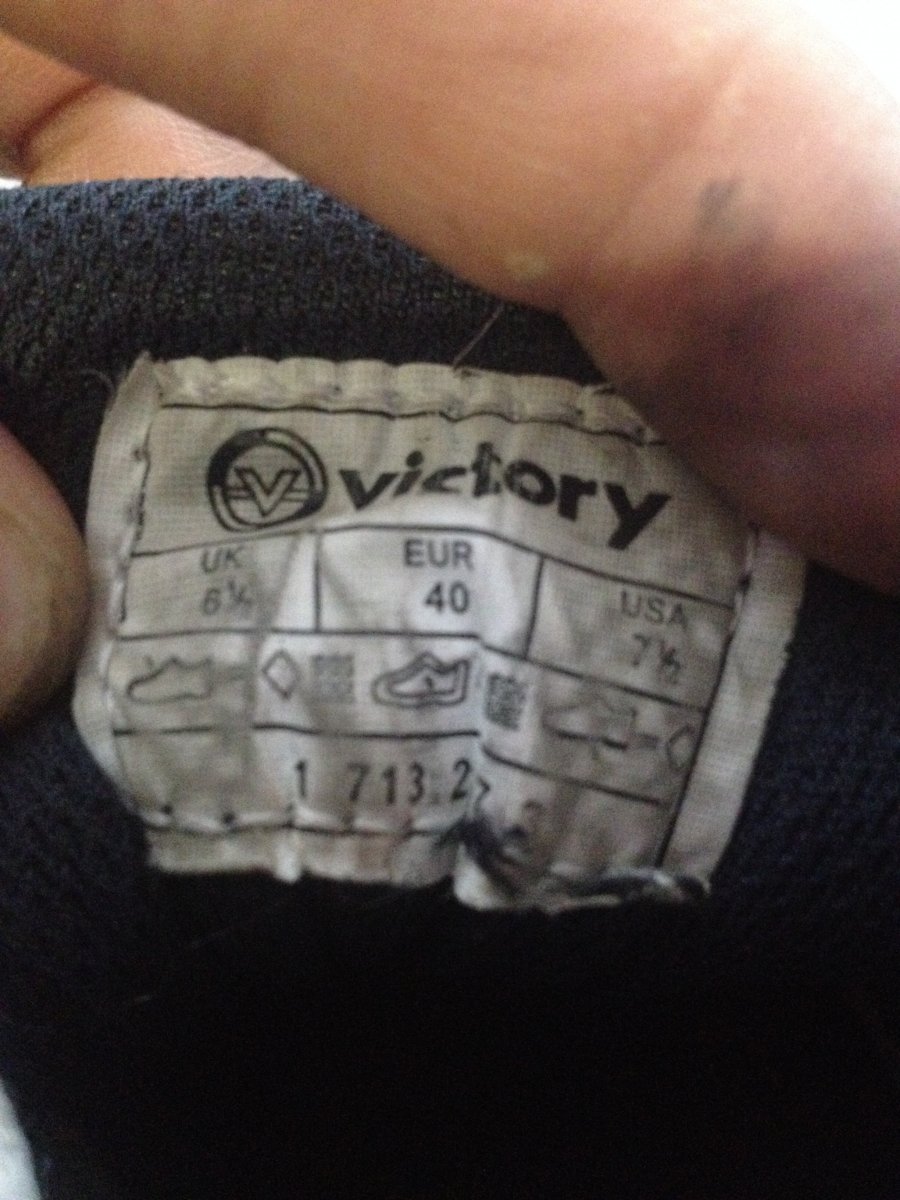 victory
UK EUR USA
6½ 40 7½
1 713.2